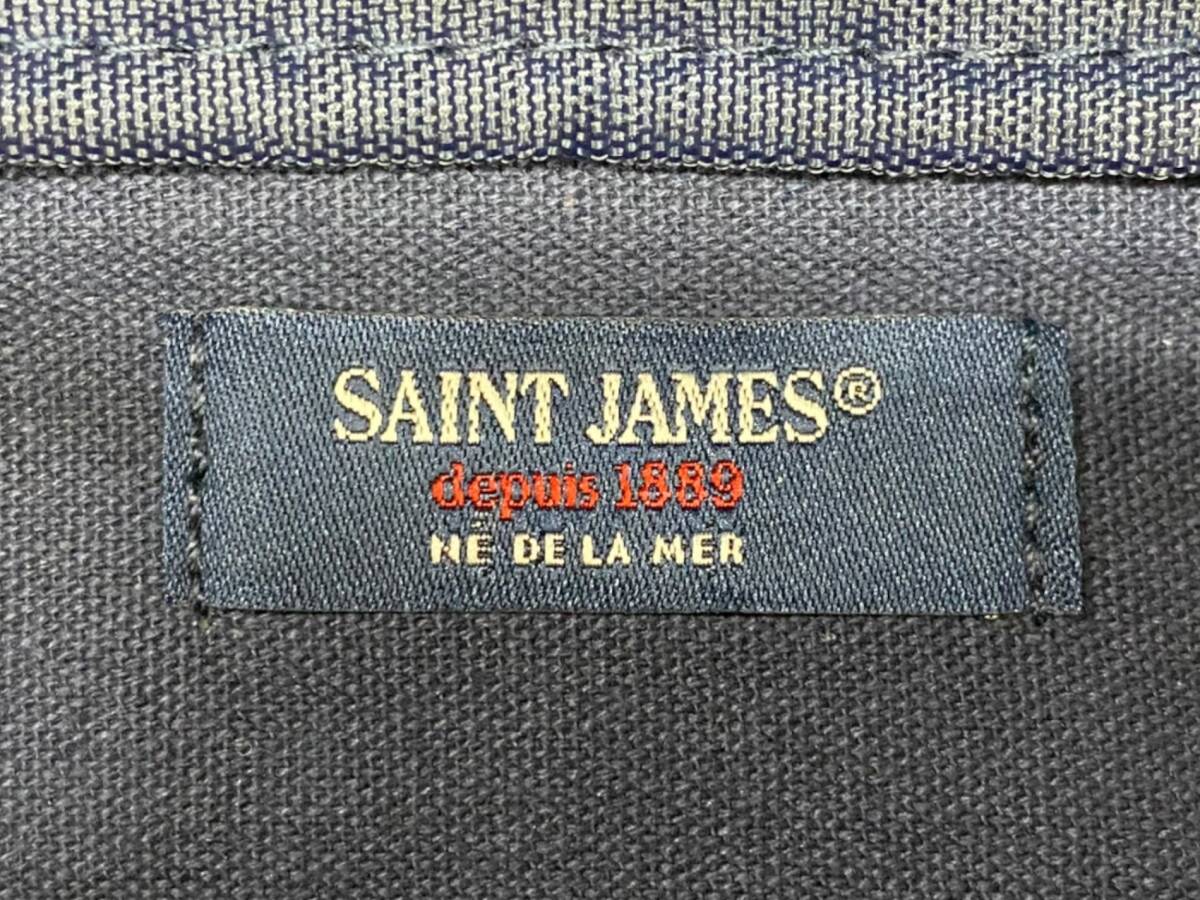 SAINT JAMES®
depuis 1889
NÉ DE LA MER